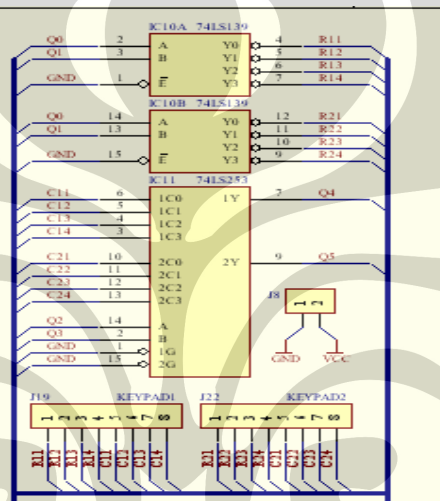 IC10A 74LS139
Q0 2 A Y0 4 R11
Q1 3 B Y1 5 R12
Y2 6 R13
GND 1 E Y3 7 R14
IC10B 74LS139
Q0 14 A Y0 12 R21
Q1 13 B Y1 11 R22
Y2 10 R23
GND 15 E Y3 9 R24
IC11 74LS253
C11 6 1C0 1Y 7 Q4
C12 5 1C1
C13 4 1C2
C14 3 1C3
C21 10 2C0 2Y 9 Q5
C22 11 2C1
C23 12 2C2
C24 13 2C3
Q2 14 A
Q3 2 B
GND 1 1G
GND 15 2G
J8
1 2
GND VCC
J19 KEYPAD1
1 2 3 4 5 6 7 8
R11 R12 R13 R14 C11 C12 C13 C14
J22 KEYPAD2
1 2 3 4 5 6 7 8
R21 R22 R23 R24 C21 C22 C23 C24